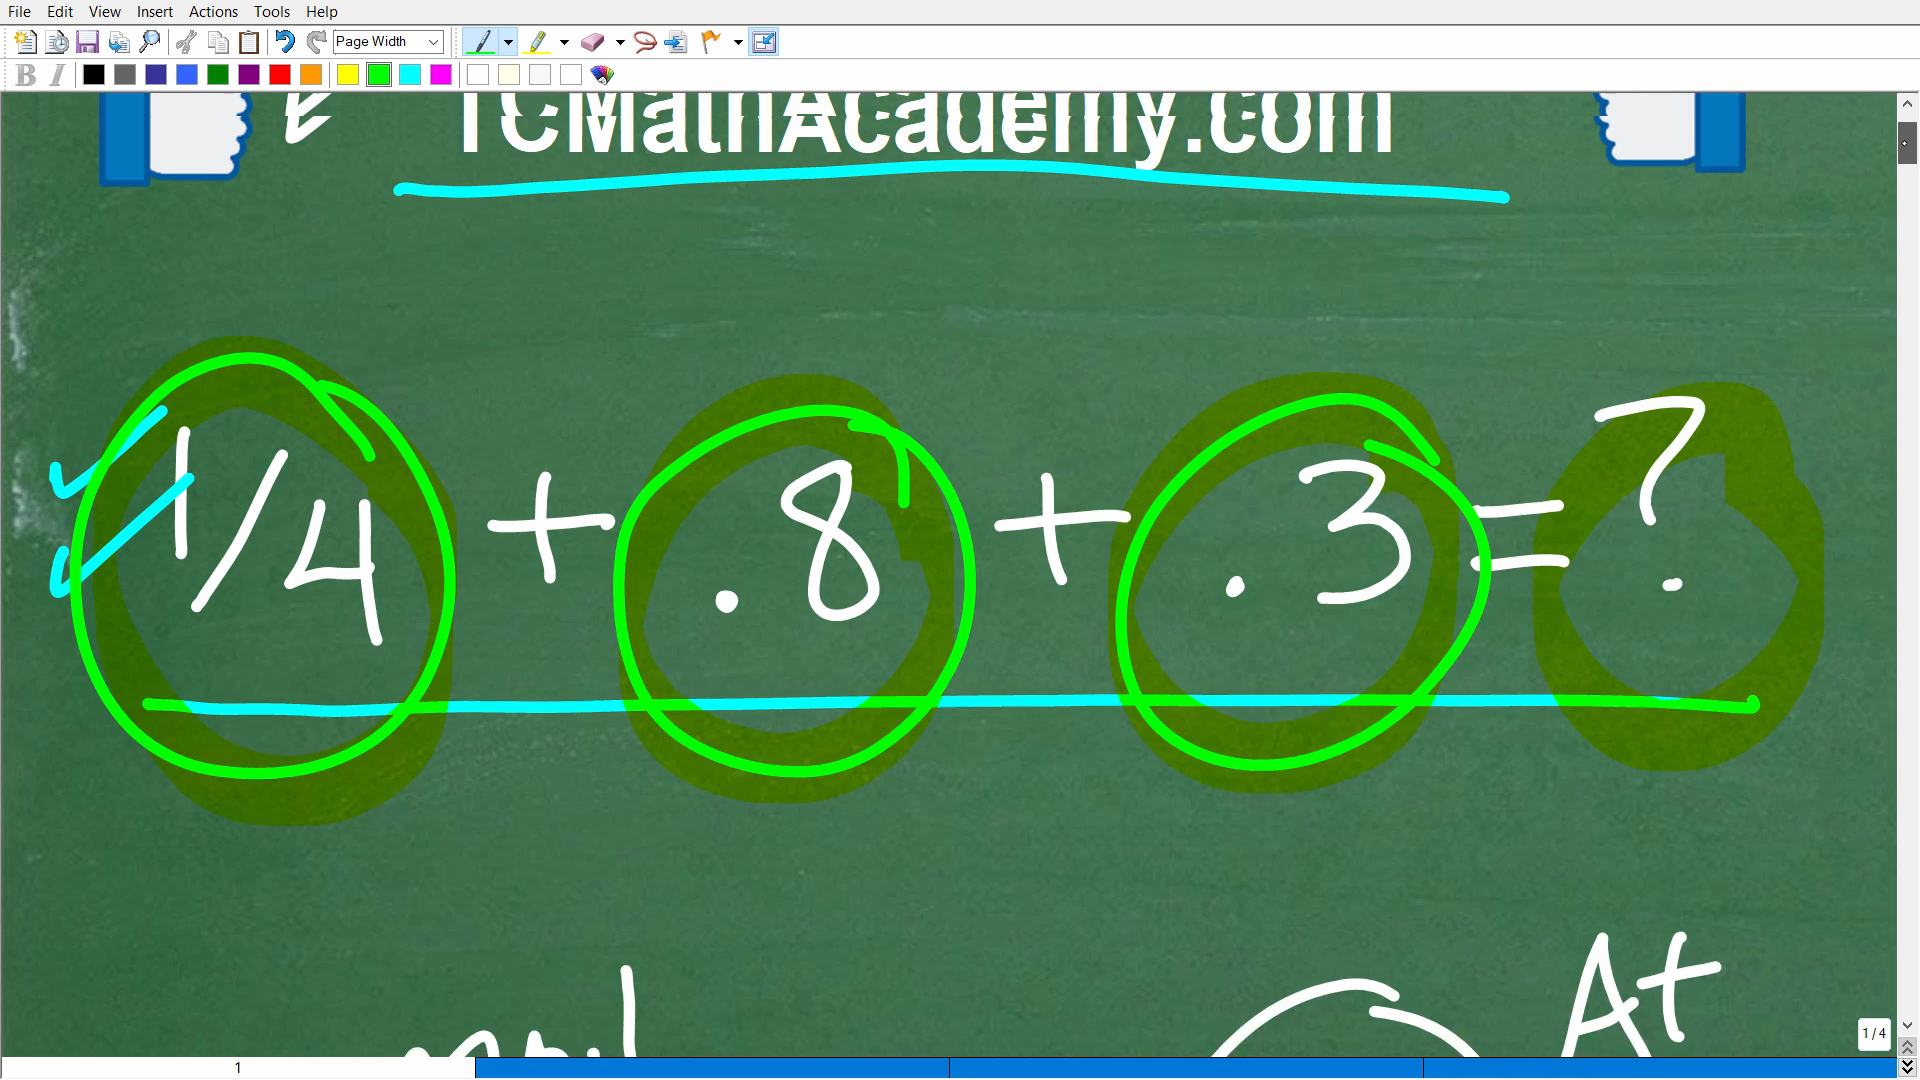 File Edit View Insert Actions Tools Help
Page Width
B I
TCMathAcademy.com
1/4 + .8 + .3 = ?
At
1 / 4
1